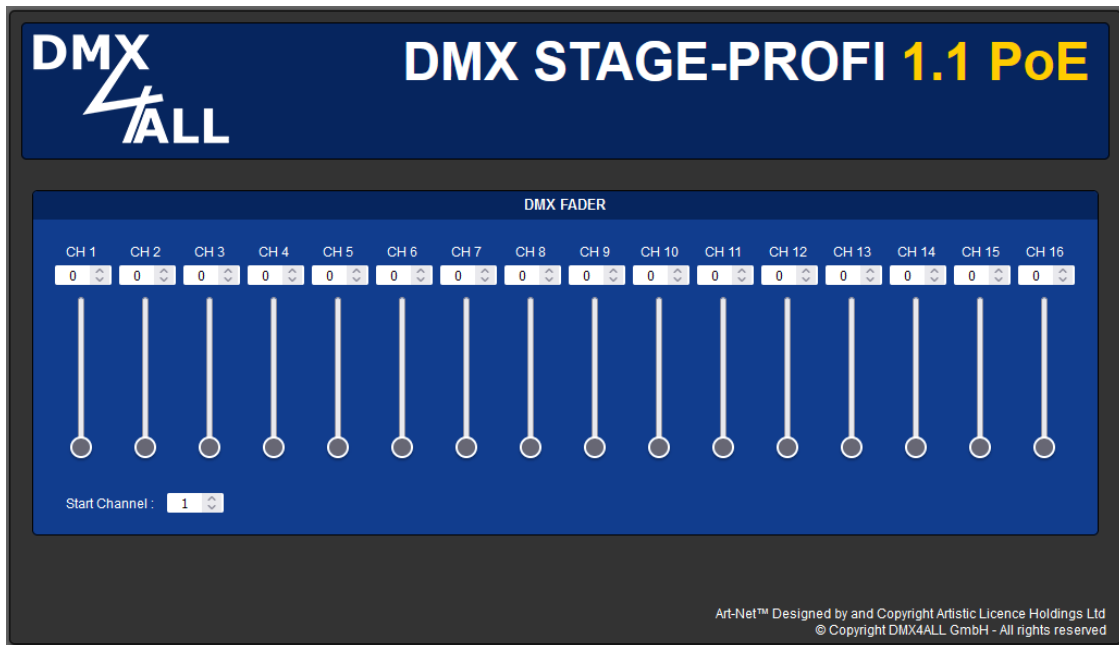 DMX
4ALL
DMX STAGE-PROFI 1.1 PoE
DMX FADER
CH 1 CH 2 CH 3 CH 4 CH 5 CH 6 CH 7 CH 8 CH 9 CH 10 CH 11 CH 12 CH 13 CH 14 CH 15 CH 16
0 0 0 0 0 0 0 0 0 0 0 0 0 0 0 0
Start Channel : 1
Art-Net™ Designed by and Copyright Artistic Licence Holdings Ltd
© Copyright DMX4ALL GmbH - All rights reserved